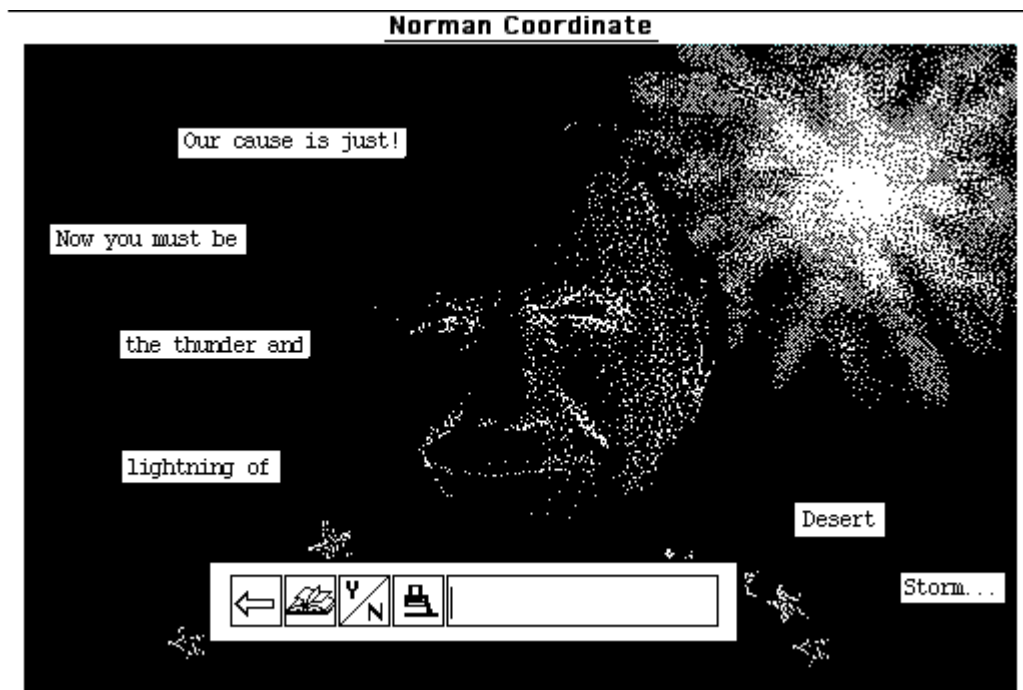 Norman Coordinate
Our cause is just!
Now you must be
the thunder and
lightning of
Desert
Storm...
Y/N